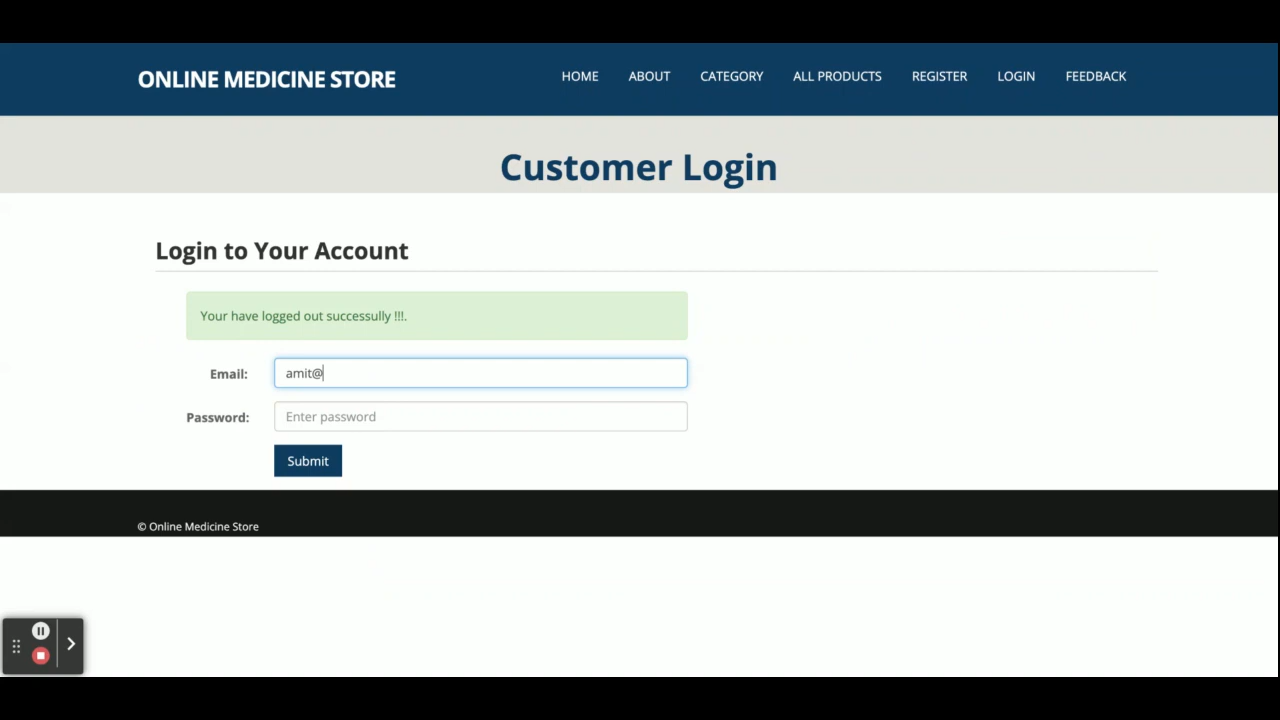 ONLINE MEDICINE STORE
HOME ABOUT CATEGORY ALL PRODUCTS REGISTER LOGIN FEEDBACK
Customer Login
Login to Your Account
Your have logged out successully !!!.
Email: amit@
Password: Enter password
Submit
© Online Medicine Store